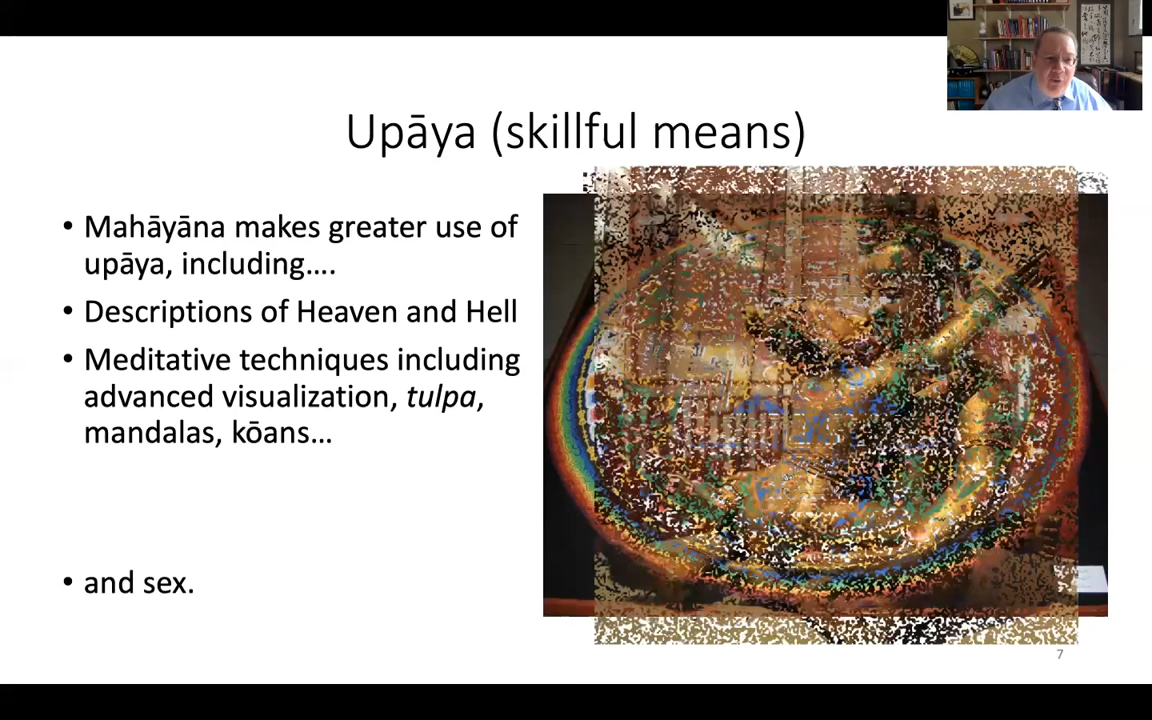 Upāya (skillful means)
• Mahāyāna makes greater use of
upāya, including....
• Descriptions of Heaven and Hell
• Meditative techniques including
advanced visualization, tulpa,
mandalas, kōans...
• and sex.
7